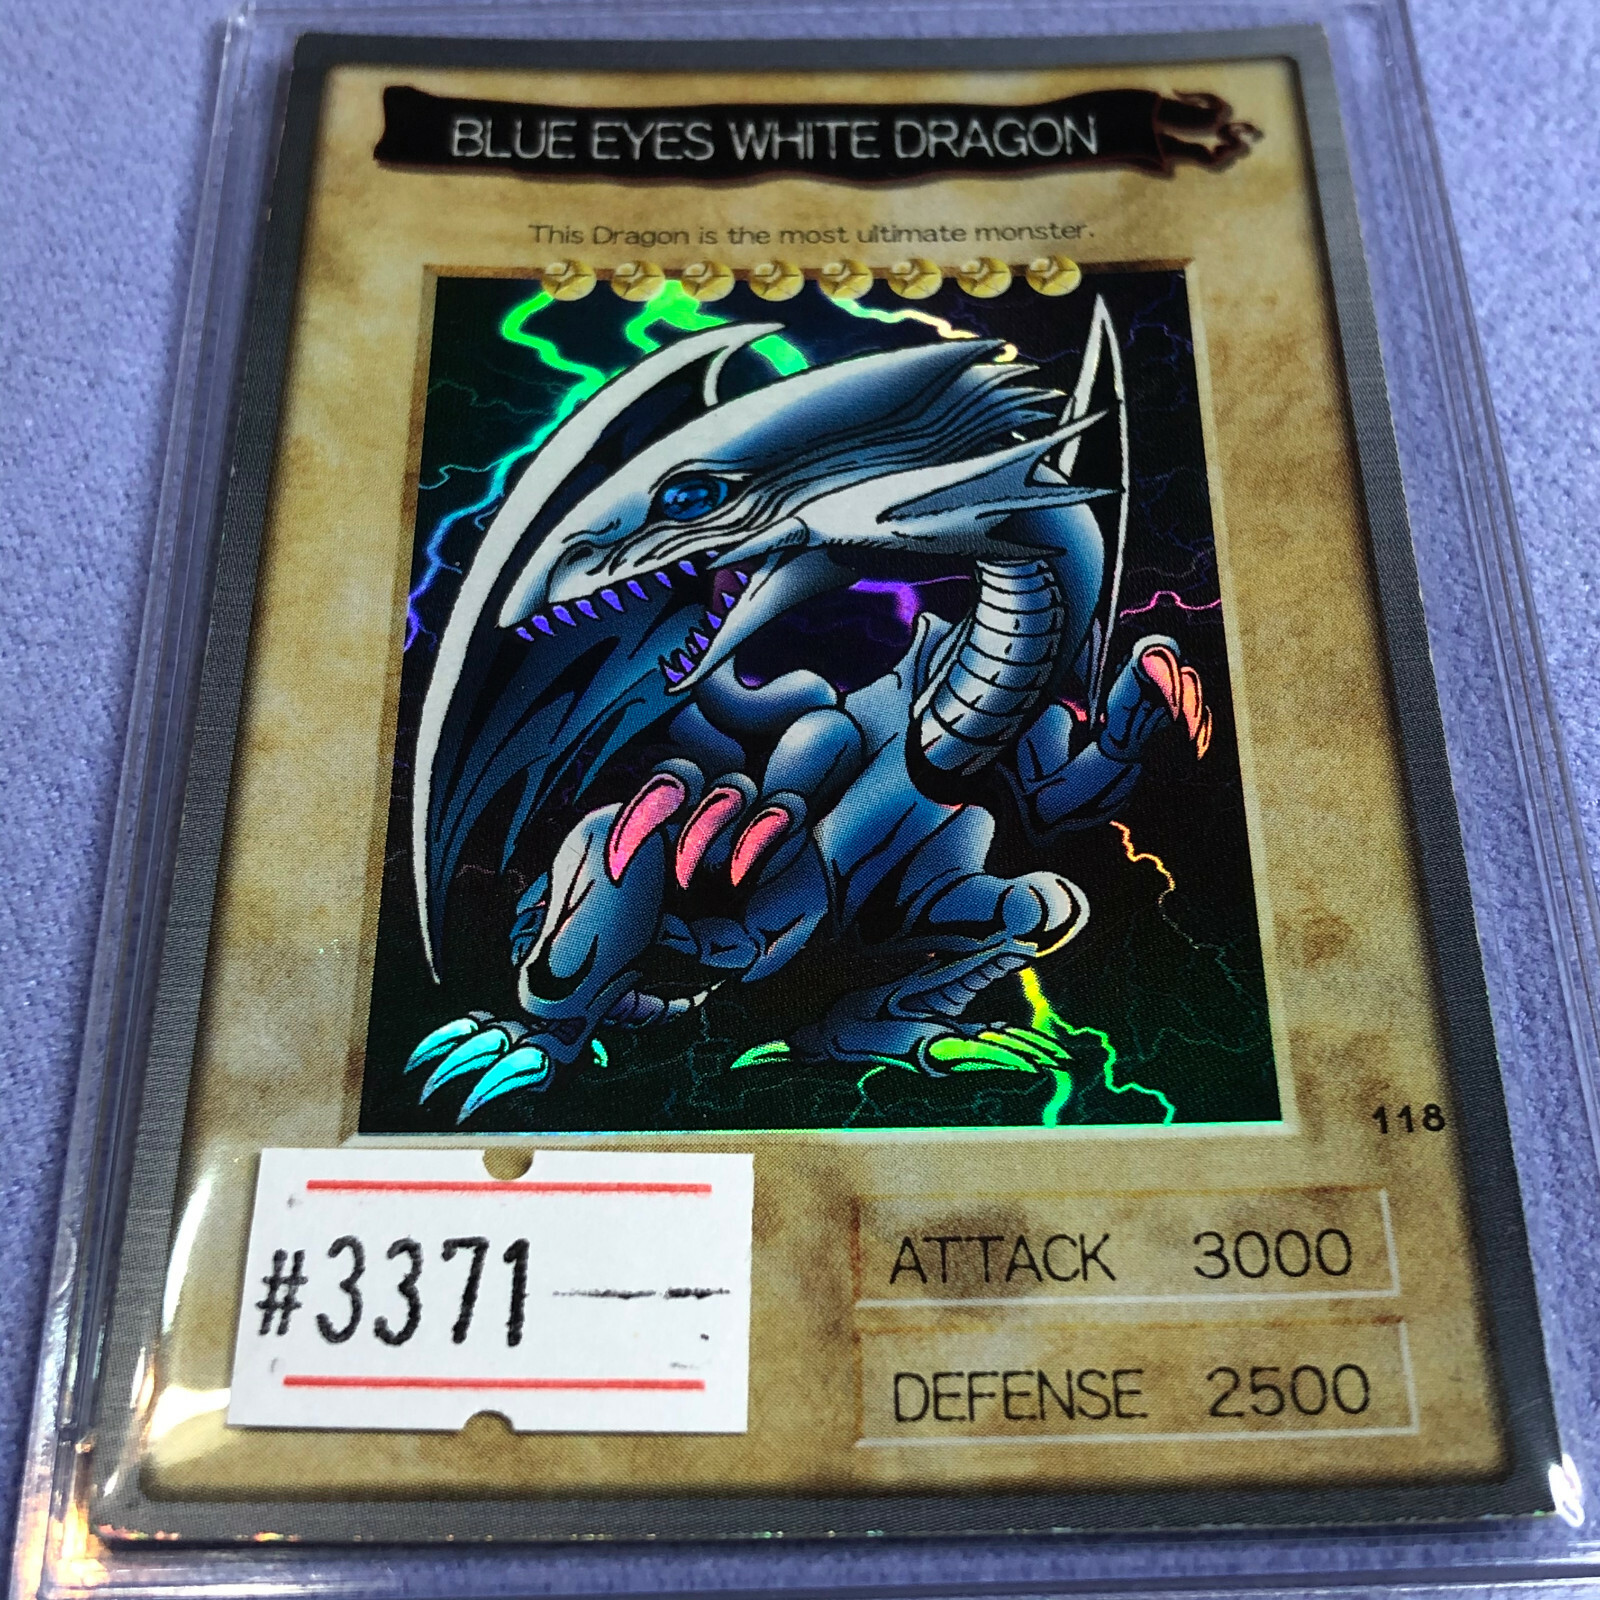 BLUE EYES WHITE DRAGON
This Dragon is the most ultimate monster.
118
#3371
ATTACK 3000
DEFENSE 2500